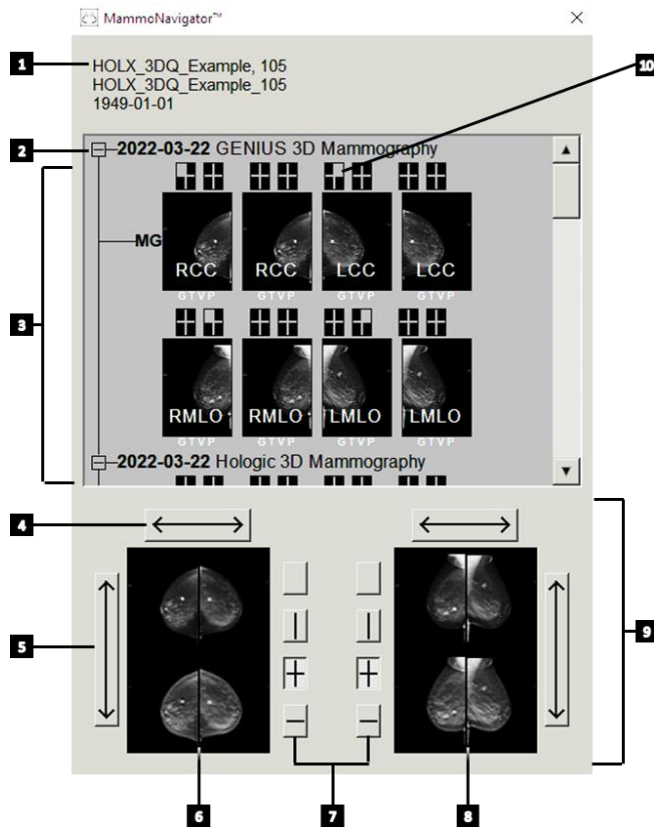 MammoNavigator™
1
HOLX_3DQ_Example, 105
HOLX_3DQ_Example_105
1949-01-01
10
2
2022-03-22 GENIUS 3D Mammography
3
MG
RCC RCC LCC LCC
GTVP GTVP GTVP GTVP
RMLO RMLO LMLO LMLO
GTVP GTVP GTVP GTVP
2022-03-22 Hologic 3D Mammography
4
5
9
6
7
8